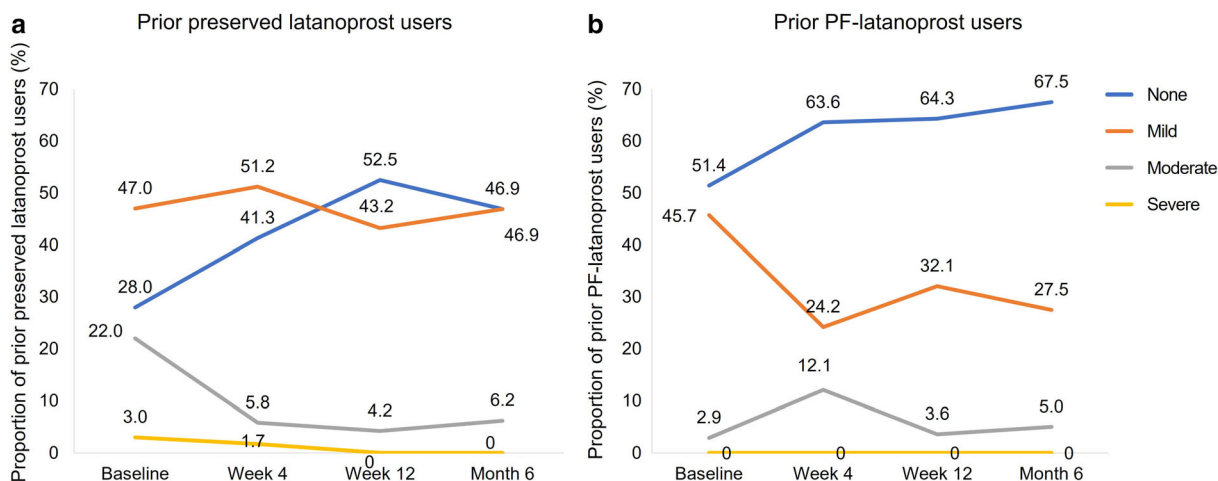 a
Prior preserved latanoprost users
Proportion of prior preserved latanoprost users (%)
70
60
50
40
30
20
10
0
47.0
51.2
52.5
46.9
43.2
46.9
41.3
28.0
22.0
5.8
4.2
6.2
3.0
1.7
0
0
Baseline
Week 4
Week 12
Month 6
b
Prior PF-latanoprost users
Proportion of prior PF-latanoprost users (%)
70
60
50
40
30
20
10
0
51.4
63.6
64.3
67.5
45.7
24.2
32.1
27.5
2.9
12.1
3.6
5.0
0
0
0
0
Baseline
Week 4
Week 12
Month 6
None
Mild
Moderate
Severe